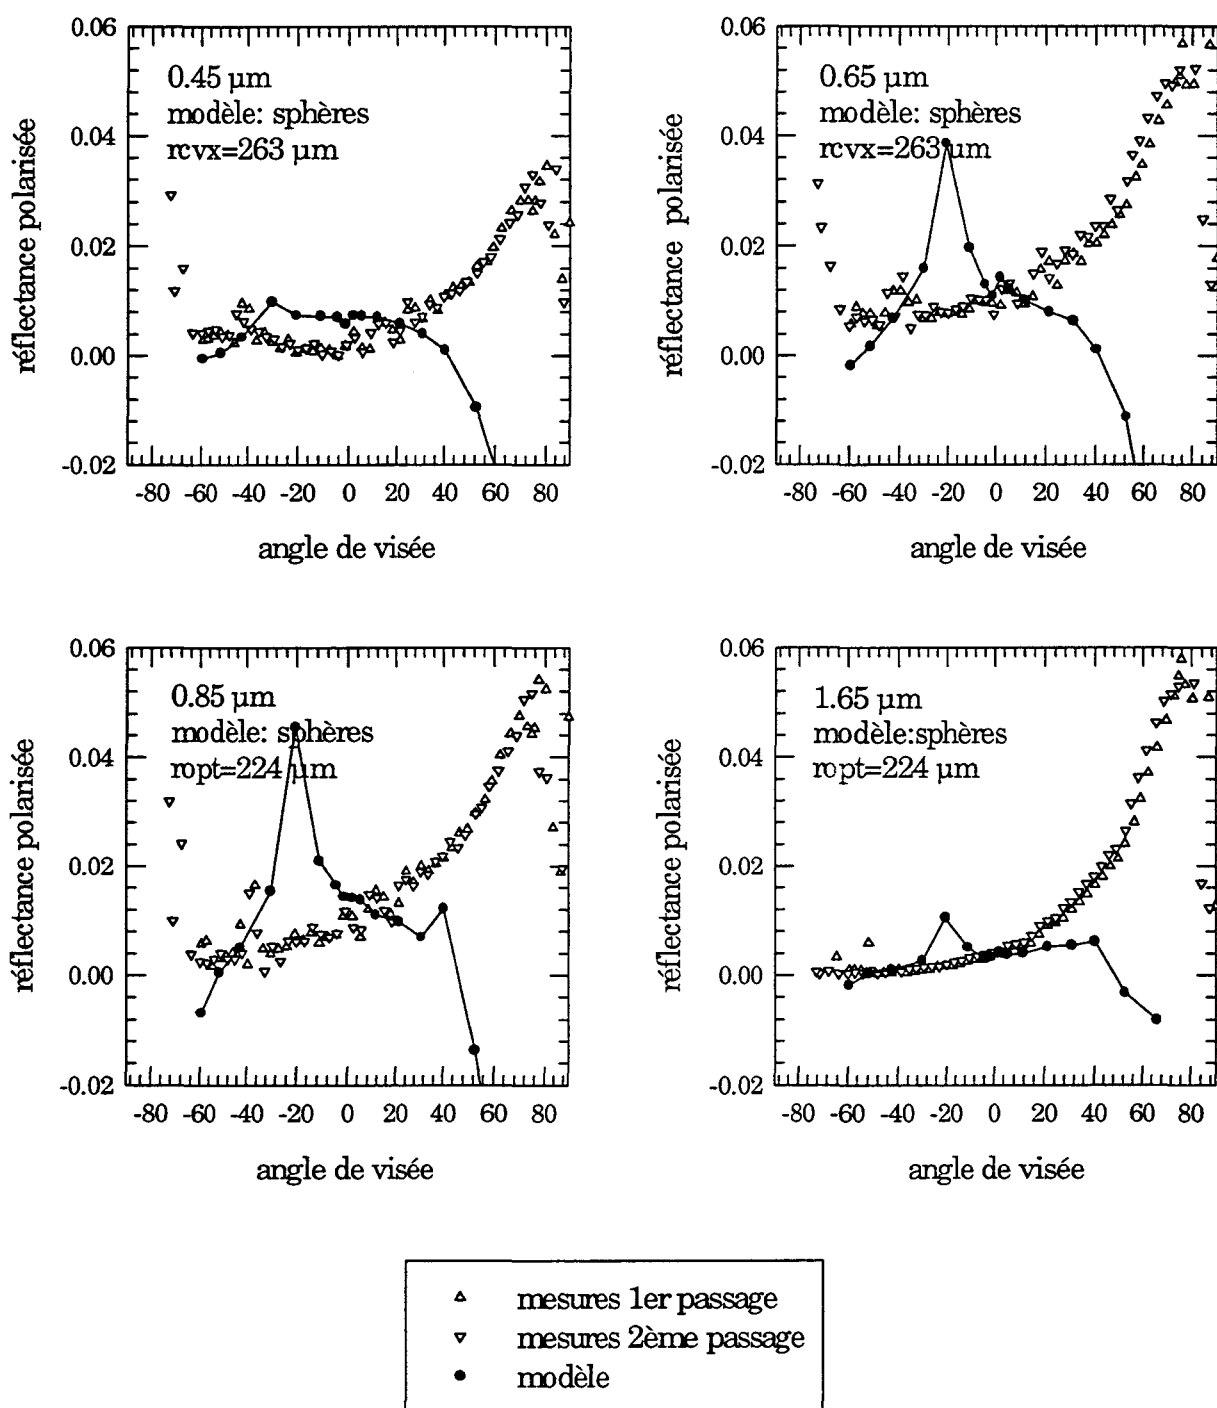 0.06
0.04
0.02
0.00
-0.02
réflectance polarisée
0.45 µm
modèle: sphères
rcvx=263 µm
-80 -60 -40 -20 0 20 40 60 80
angle de visée
0.06
0.04
0.02
0.00
-0.02
réflectance polarisée
0.65 µm
modèle: sphères
rcvx=263 µm
-80 -60 -40 -20 0 20 40 60 80
angle de visée
0.06
0.04
0.02
0.00
-0.02
réflectance polarisée
0.85 µm
modèle: sphères
ropt=224 µm
-80 -60 -40 -20 0 20 40 60 80
angle de visée
0.06
0.04
0.02
0.00
-0.02
réflectance polarisée
1.65 µm
modèle:sphères
ropt=224 µm
-80 -60 -40 -20 0 20 40 60 80
angle de visée
mesures 1er passage
mesures 2ème passage
modèle